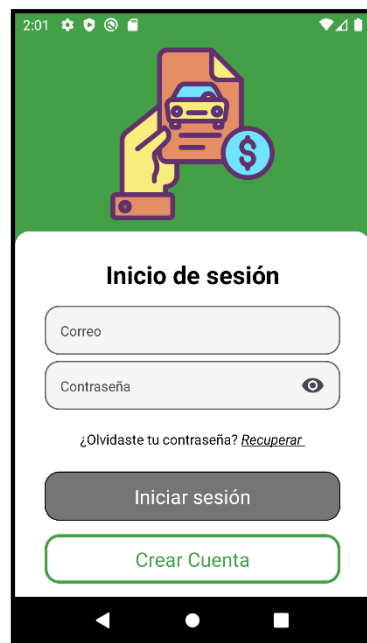 2:01
$
Inicio de sesión
Correo
Contraseña
¿Olvidaste tu contraseña? Recuperar
Iniciar sesión
Crear Cuenta